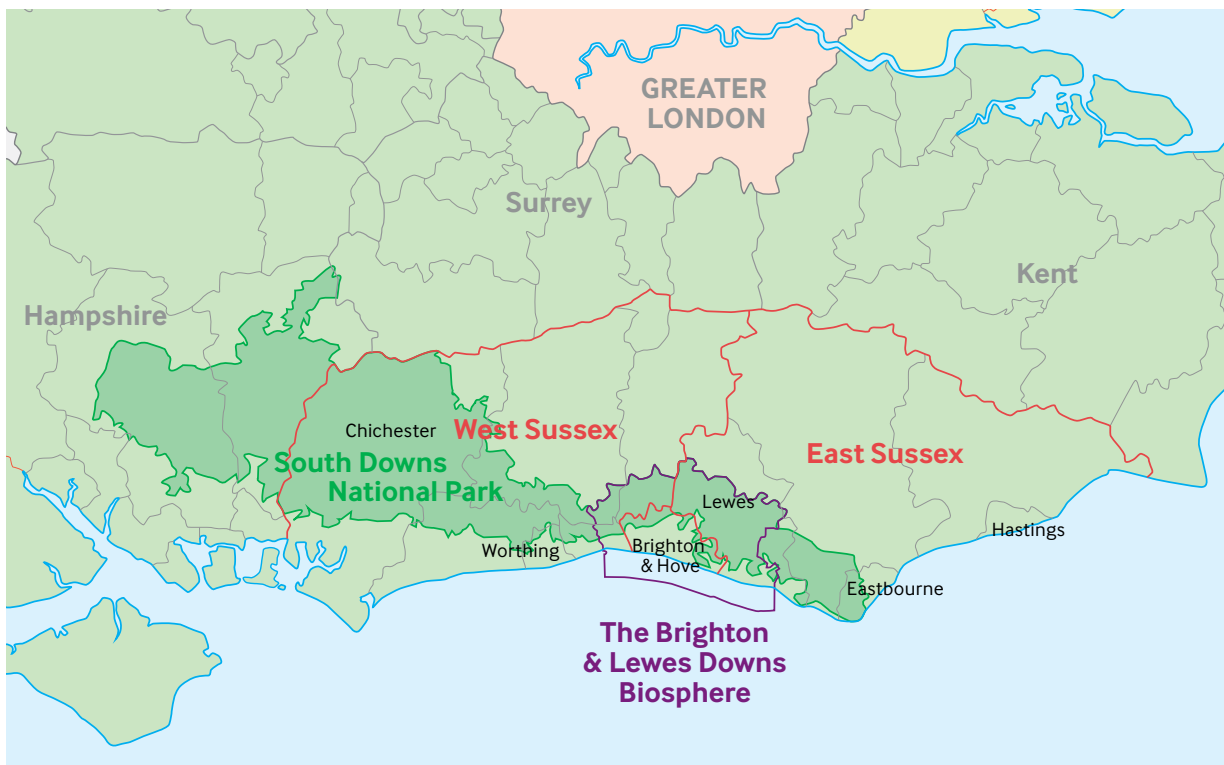 GREATER
LONDON
Surrey
Kent
Hampshire
Chichester
West Sussex
East Sussex
South Downs
National Park
Lewes
Hastings
Worthing
Brighton
& Hove
Eastbourne
The Brighton
& Lewes Downs
Biosphere